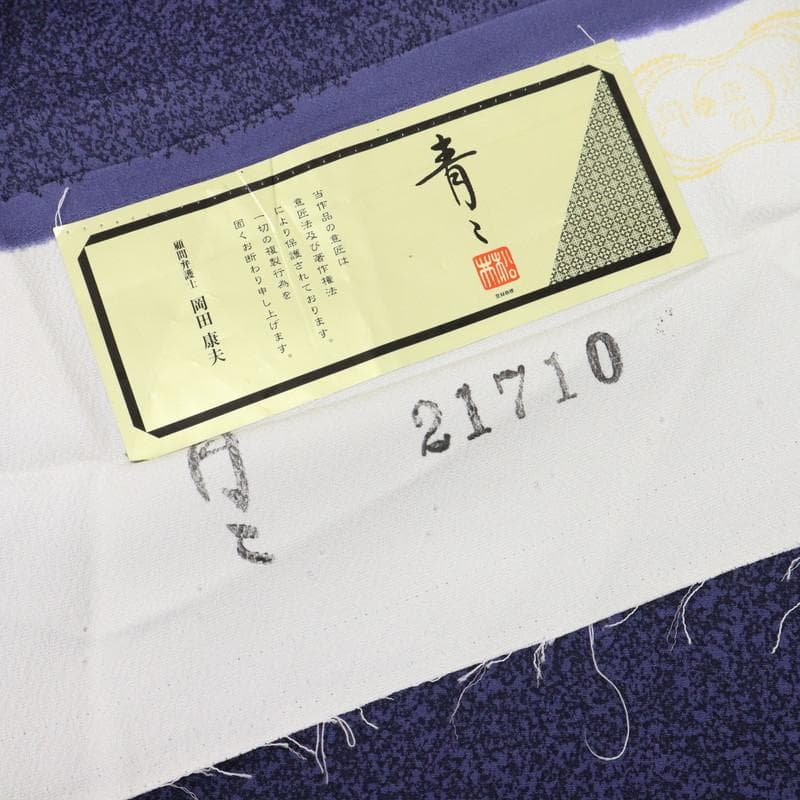 青々
当作品の意匠は
意匠法及び著作権法
により保護されております。
一切の複製行為を
固くお断わり申し上げます。
顧問弁護士 岡田康夫
21710